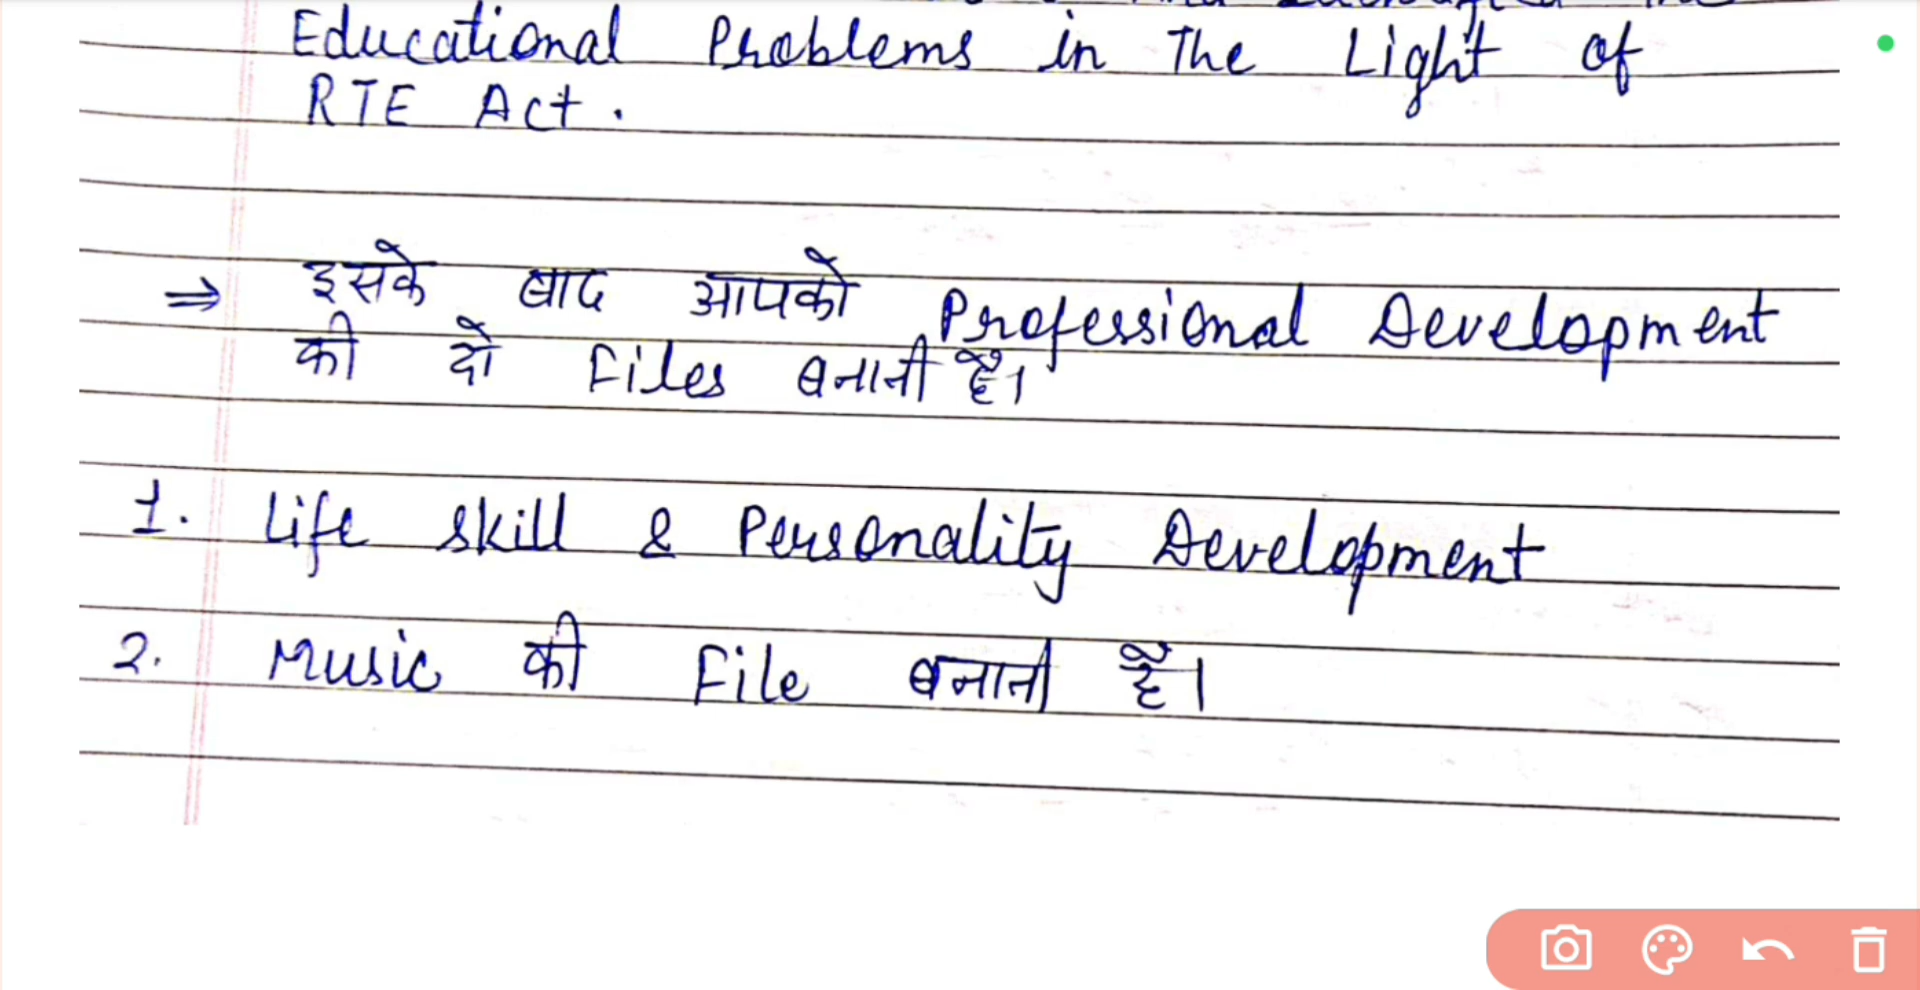 Educational Problems in The Light of
RTE Act.
⇒ इसके बाद आपको Professional Development
की दो Files बनानी है।
1. Life skill & Personality Development
2. Music की File बनानी है।